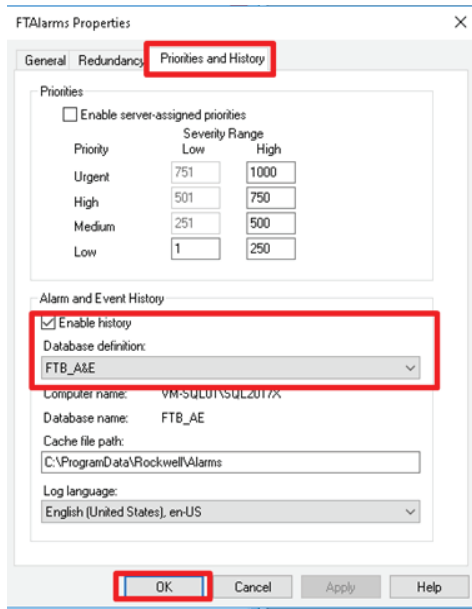 FTAlarms Properties
General Redundancy Priorities and History
Priorities
Enable server-assigned priorities
Severity Range
Priority Low High
Urgent 751 1000
High 501 750
Medium 251 500
Low 1 250
Alarm and Event History
Enable history
Database definition:
FTB_A&E
Computer name: VM-SQL01\SQL2017X
Database name: FTB_AE
Cache file path:
C:\ProgramData\Rockwell\Alarms
Log language:
English (United States), en-US
OK Cancel Apply Help